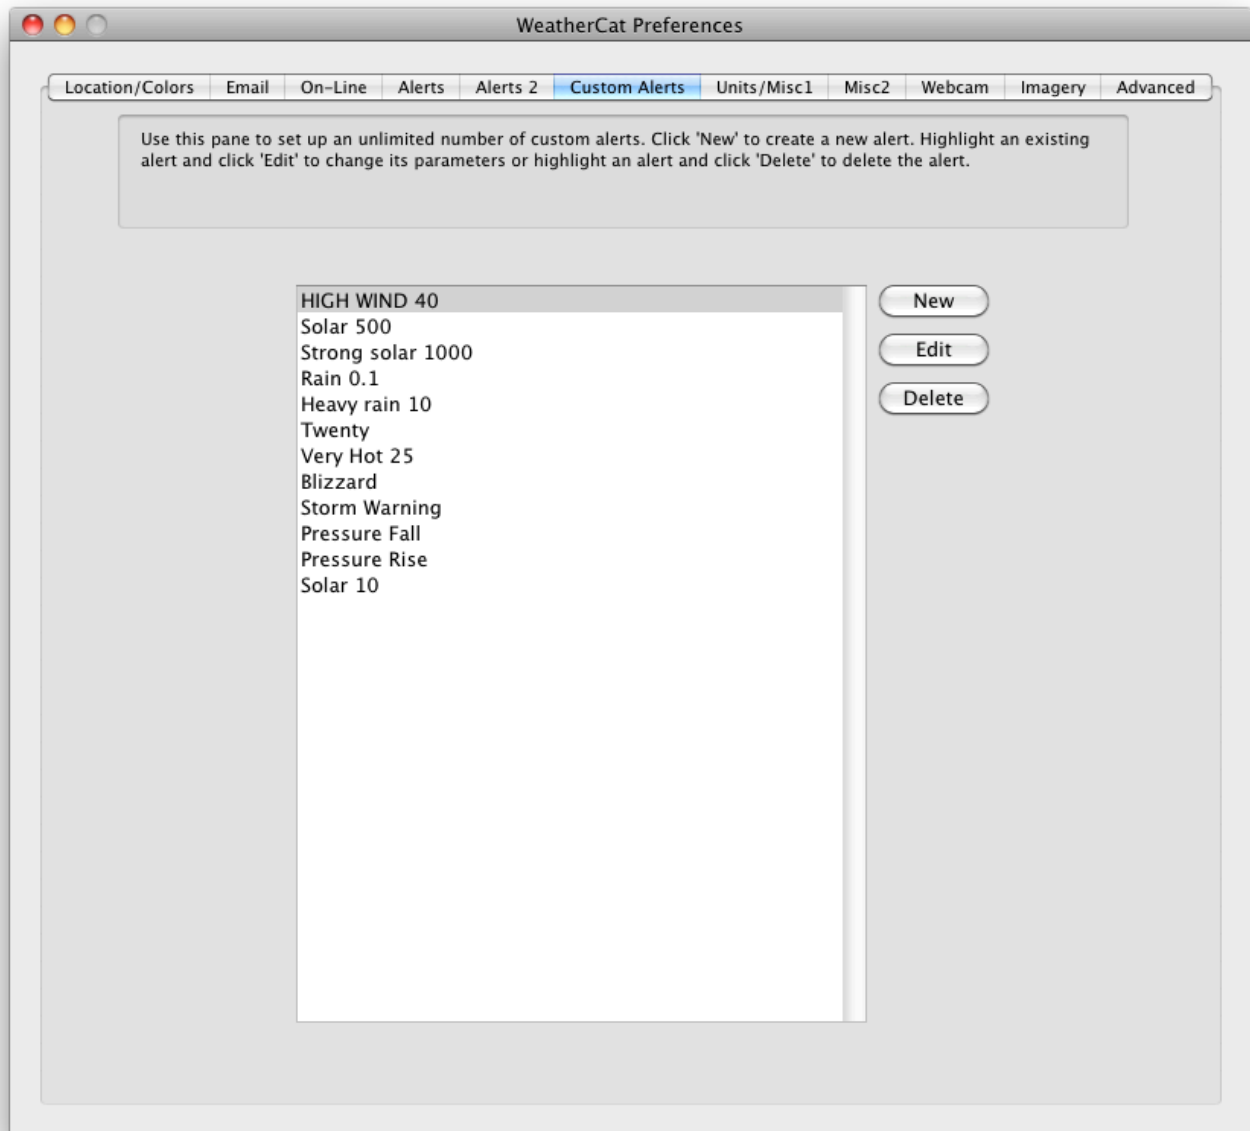 WeatherCat Preferences
Location/Colors Email On-Line Alerts Alerts 2 Custom Alerts Units/Misc1 Misc2 Webcam Imagery Advanced
Use this pane to set up an unlimited number of custom alerts. Click 'New' to create a new alert. Highlight an existing
alert and click 'Edit' to change its parameters or highlight an alert and click 'Delete' to delete the alert.
HIGH WIND 40
Solar 500
Strong solar 1000
Rain 0.1
Heavy rain 10
Twenty
Very Hot 25
Blizzard
Storm Warning
Pressure Fall
Pressure Rise
Solar 10
New
Edit
Delete